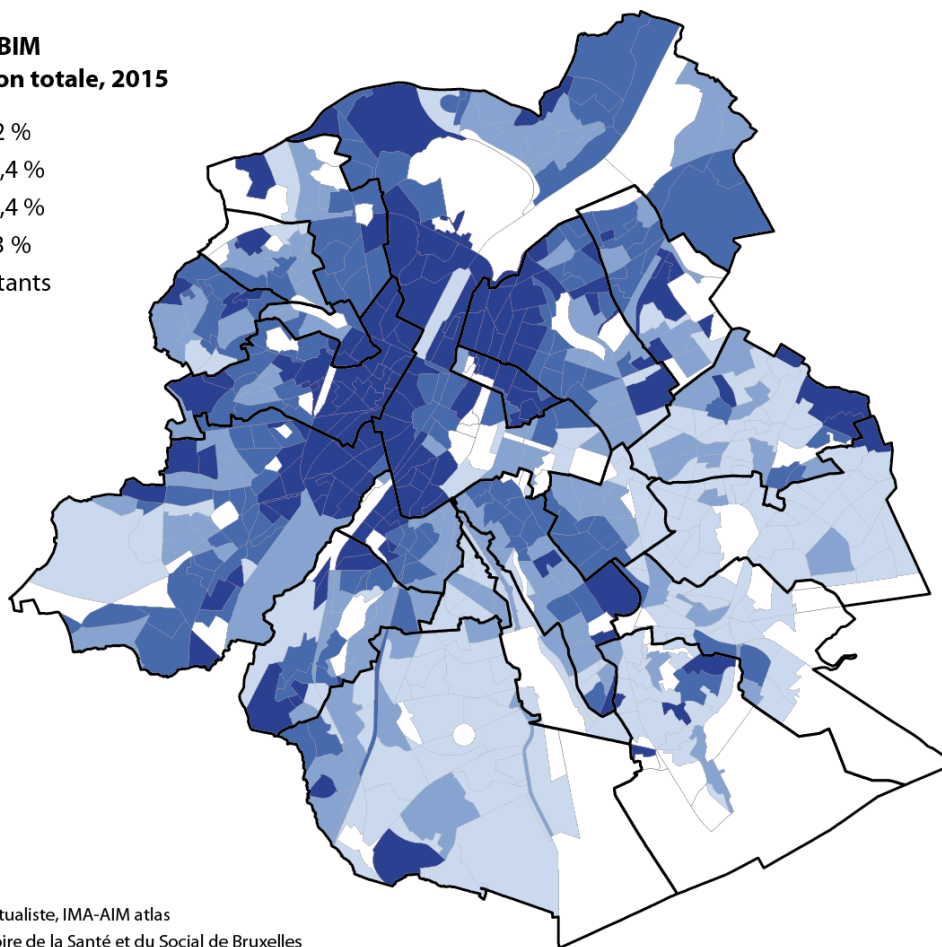 BIM
on totale, 2015
2 %
,4 %
,4 %
3 %
tants
tualiste, IMA-AIM atlas
oire de la Santé et du Social de Bruxelles